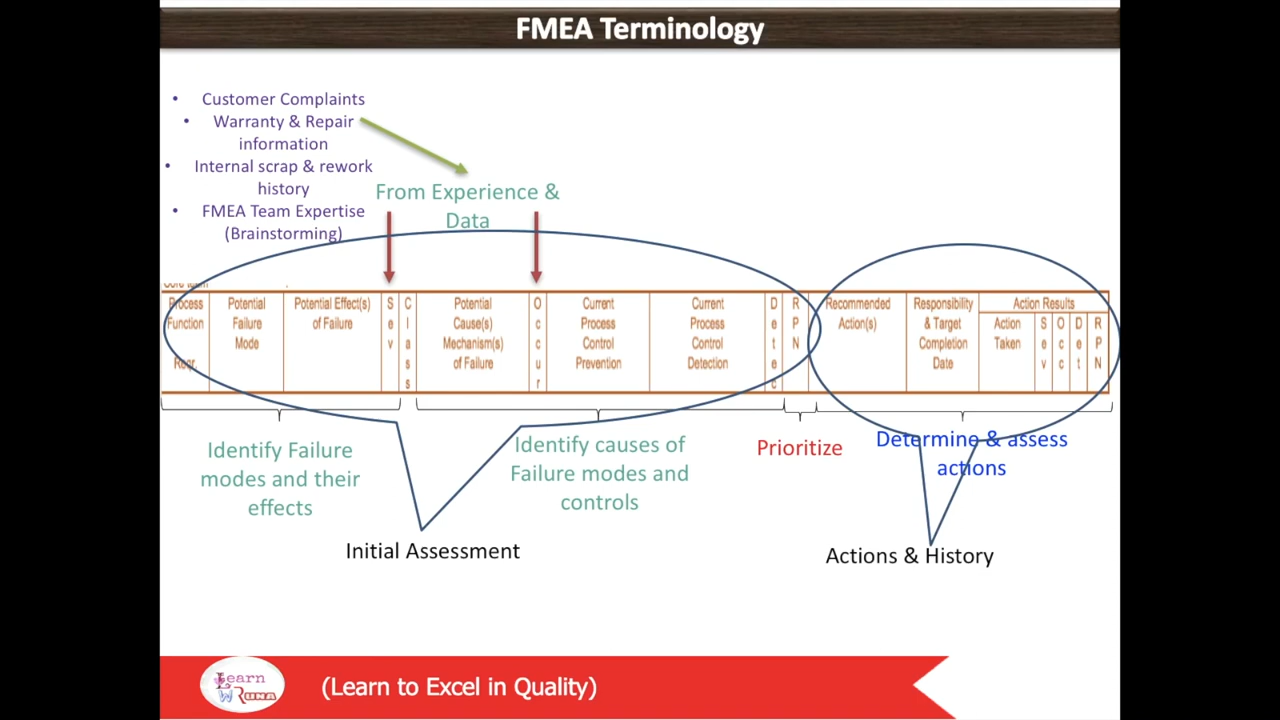 FMEA Terminology
• Customer Complaints
• Warranty & Repair
information
• Internal scrap & rework
history
• FMEA Team Expertise
(Brainstorming)
From Experience &
Data
Process
Function
Reqr.
Potential
Failure
Mode
Potential Effect(s)
of Failure
S
e
v
C
l
a
s
s
Potential
Cause(s)
Mechanism(s)
of Failure
O
c
c
u
r
Current
Process
Control
Prevention
Current
Process
Control
Detection
D
e
t
e
c
R
P
N
Recommended
Action(s)
Responsibility
& Target
Completion
Date
Action Results
Action
Taken
S
e
v
O
c
c
D
e
t
R
P
N
Identify Failure
modes and their
effects
Identify causes of
Failure modes and
controls
Prioritize
Determine & assess
actions
Initial Assessment
Actions & History
Learn
W RUNA
(Learn to Excel in Quality)